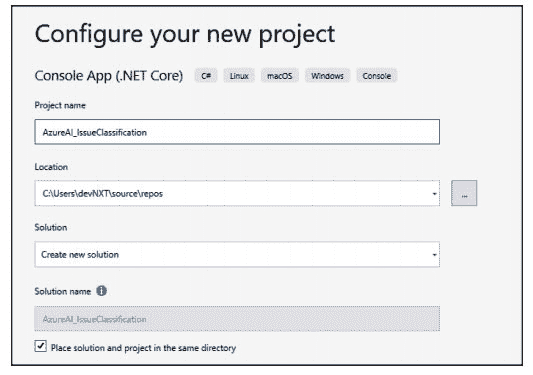 Configure your new project
Console App (.NET Core) C# Linux macOS Windows Console
Project name
AzureAI_IssueClassification
Location
C:\Users\devNXT\source\repos
...
Solution
Create new solution
Solution name
AzureAI_IssueClassification
Place solution and project in the same directory